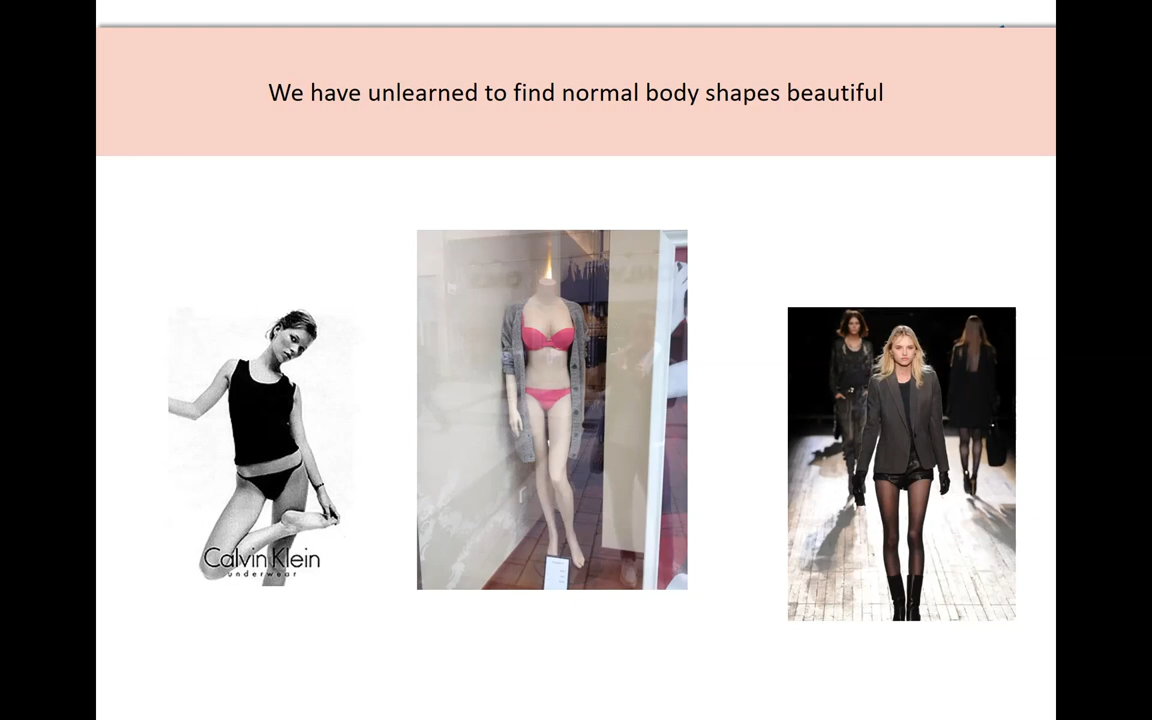 We have unlearned to find normal body shapes beautiful
Calvin Klein
underwear